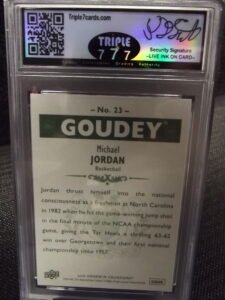 Triple7cards.com
TRIPLE
777
Security Signature
~LIVE INK ON CARD~
– No. 23 –
GOUDEY
Michael
JORDAN
Basketball
Jordan thrust himself into the national
consciousness as a freshman at North Carolina
in 1982 when he hit the game-winning jump shot
in the final minute of the NCAA championship
game, giving the Tar Heels a thrilling 63-62
win over Georgetown and their first national
championship since 1957.